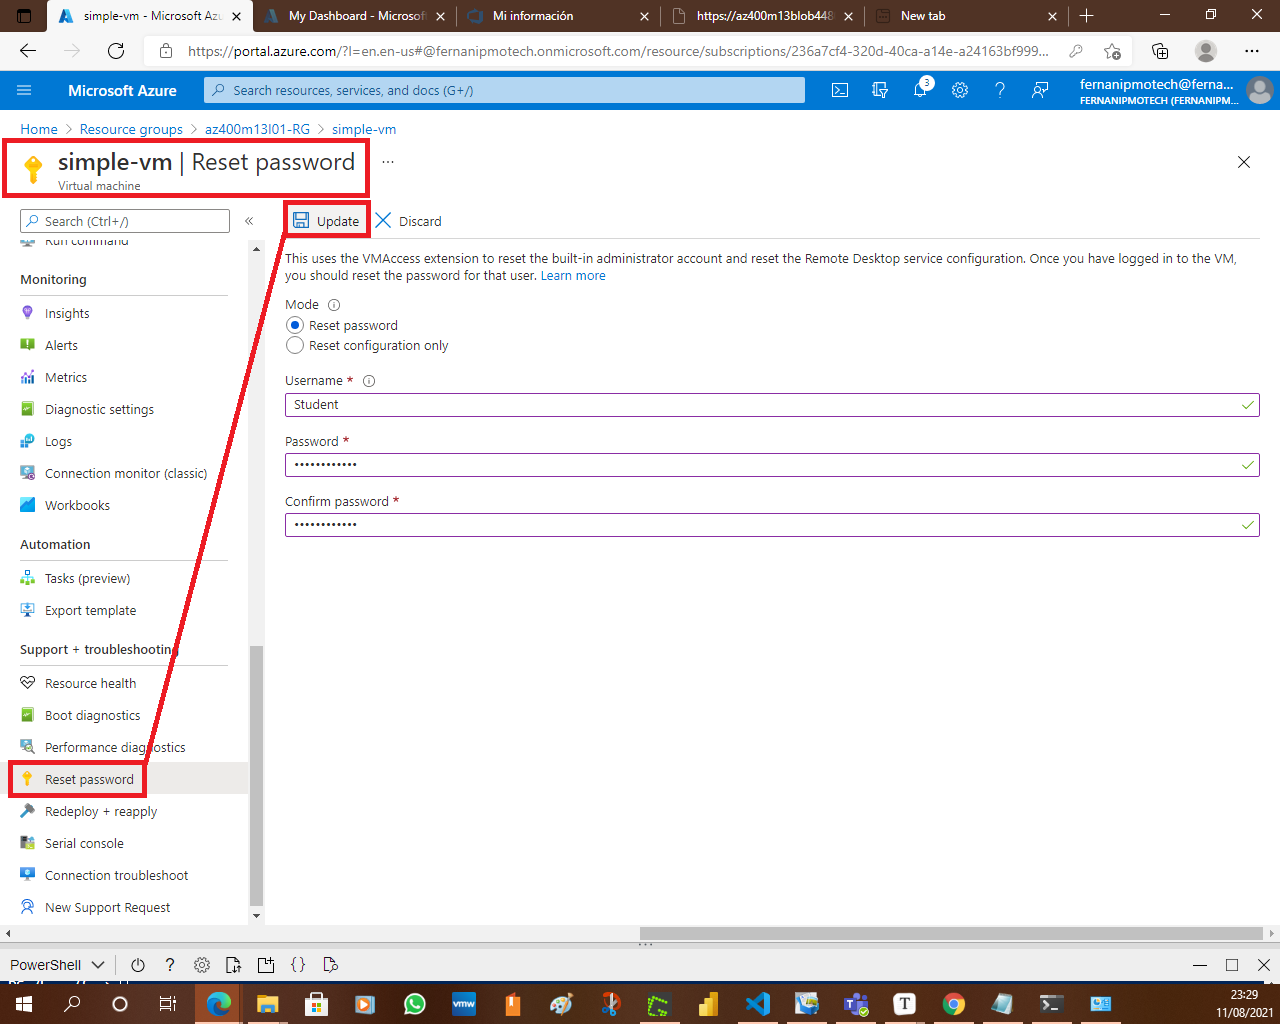 simple-vm - Microsoft Azu
My Dashboard - Microsoft
Mi información
https://az400m13blob448
New tab
https://portal.azure.com/?l=en.en-us#@fernanipmotech.onmicrosoft.com/resource/subscriptions/236a7cf4-320d-40ca-a14e-a24163bf999...
Microsoft Azure
Search resources, services, and docs (G+/)
3
fernanipmotech@ferna...
FERNANIPMOTECH (FERNANIPM...
Home > Resource groups > az400m13l01-RG > simple-vm
simple-vm | Reset password ...
Virtual machine
Search (Ctrl+/)
«
Update
Discard
Run command
Monitoring
Insights
Alerts
Metrics
Diagnostic settings
Logs
Connection monitor (classic)
Workbooks
Automation
Tasks (preview)
Export template
Support + troubleshooting
Resource health
Boot diagnostics
Performance diagnostics
Reset password
Redeploy + reapply
Serial console
Connection troubleshoot
New Support Request
This uses the VMAccess extension to reset the built-in administrator account and reset the Remote Desktop service configuration. Once you have logged in to the VM,
you should reset the password for that user. Learn more
Mode
Reset password
Reset configuration only
Username *
Student
Password *
••••••••••••
Confirm password *
••••••••••••
PowerShell
?
{}
vmw
T
23:29
11/08/2021